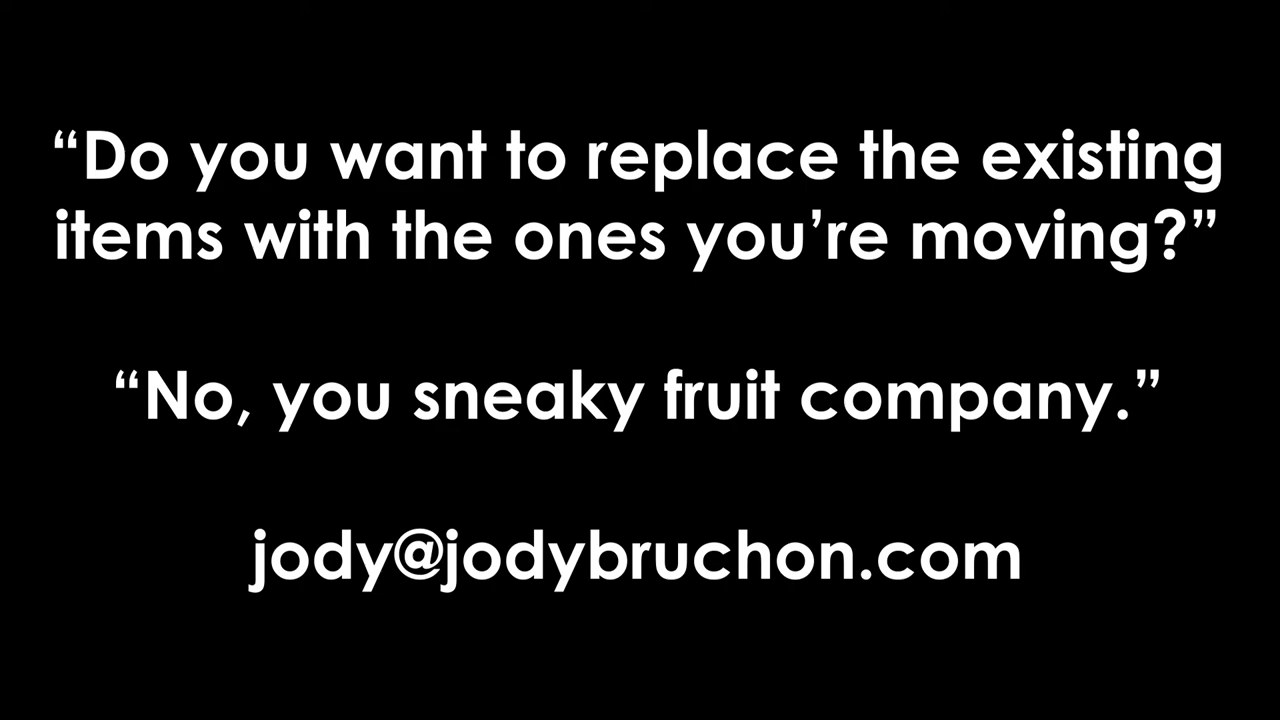 “Do you want to replace the existing
items with the ones you’re moving?”
“No, you sneaky fruit company.”
jody@jodybruchon.com